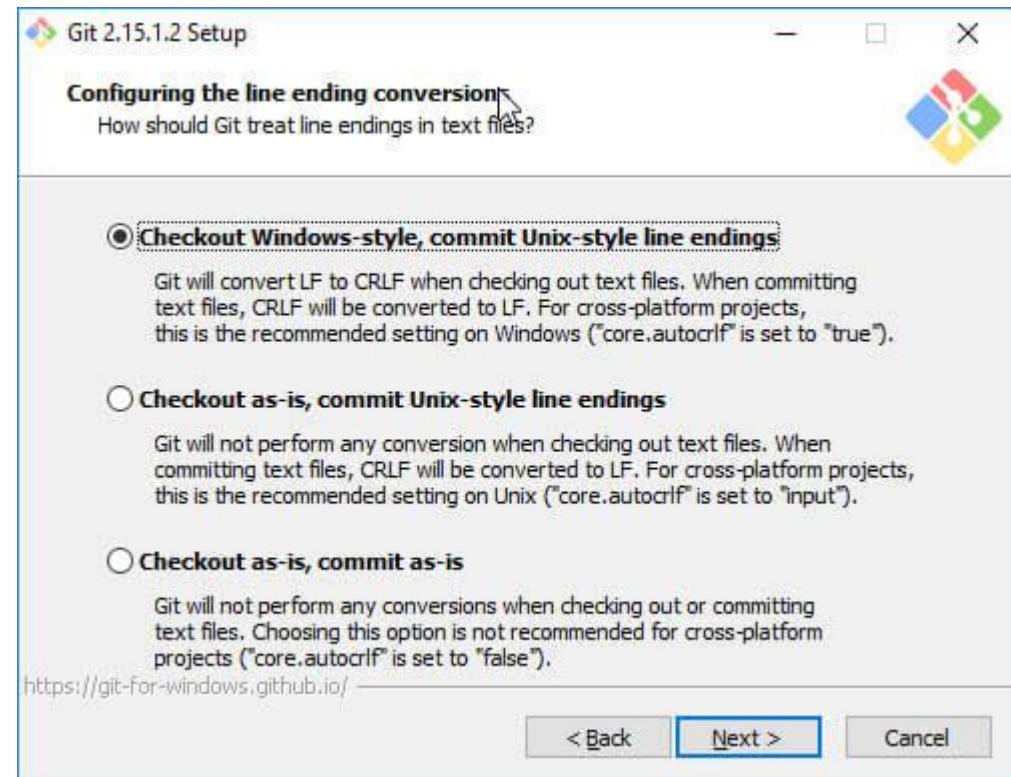 Git 2.15.1.2 Setup
Configuring the line ending conversions
How should Git treat line endings in text files?
Checkout Windows-style, commit Unix-style line endings
Git will convert LF to CRLF when checking out text files. When committing
text files, CRLF will be converted to LF. For cross-platform projects,
this is the recommended setting on Windows ("core.autocrlf" is set to "true").
Checkout as-is, commit Unix-style line endings
Git will not perform any conversion when checking out text files. When
committing text files, CRLF will be converted to LF. For cross-platform projects,
this is the recommended setting on Unix ("core.autocrlf" is set to "input").
Checkout as-is, commit as-is
Git will not perform any conversions when checking out or committing
text files. Choosing this option is not recommended for cross-platform
projects ("core.autocrlf" is set to "false").
https://git-for-windows.github.io/
< Back Next > Cancel